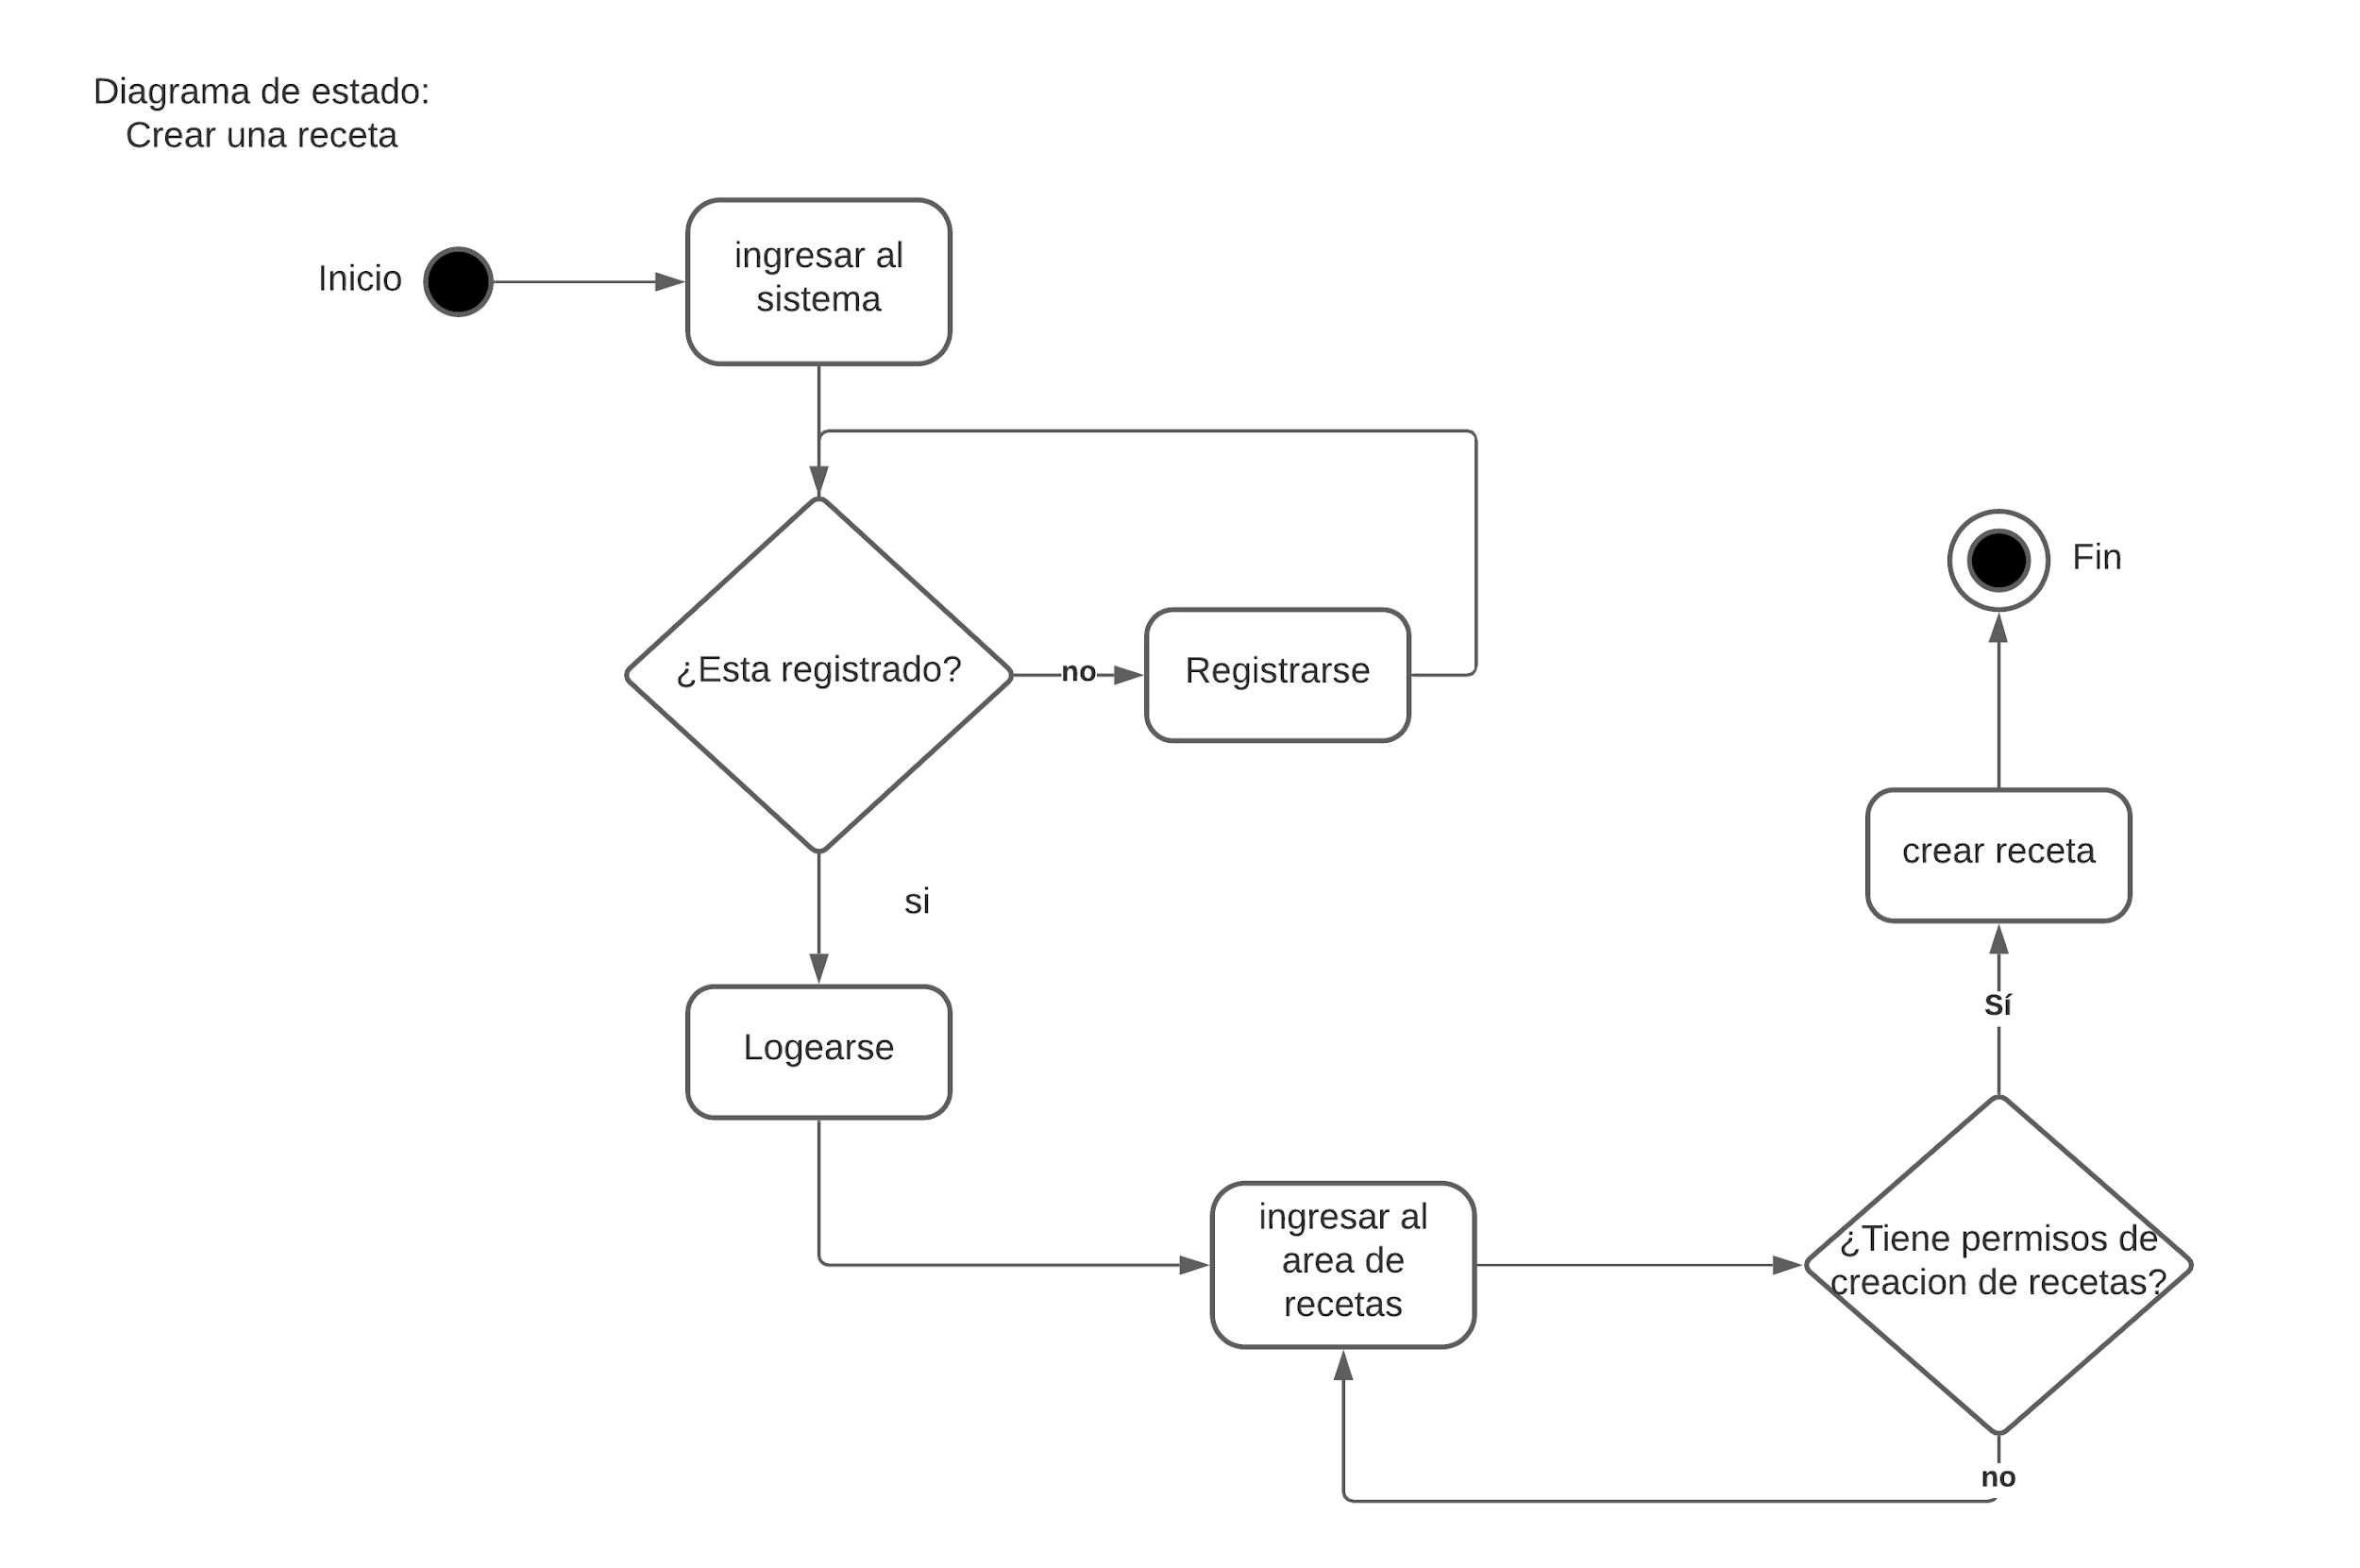 Diagrama de estado:
Crear una receta
Inicio
ingresar al
sistema
¿Esta registrado?
no
Registrarse
si
Logearse
ingresar al
area de
recetas
¿Tiene permisos de
creacion de recetas?
no
Sí
crear receta
Fin